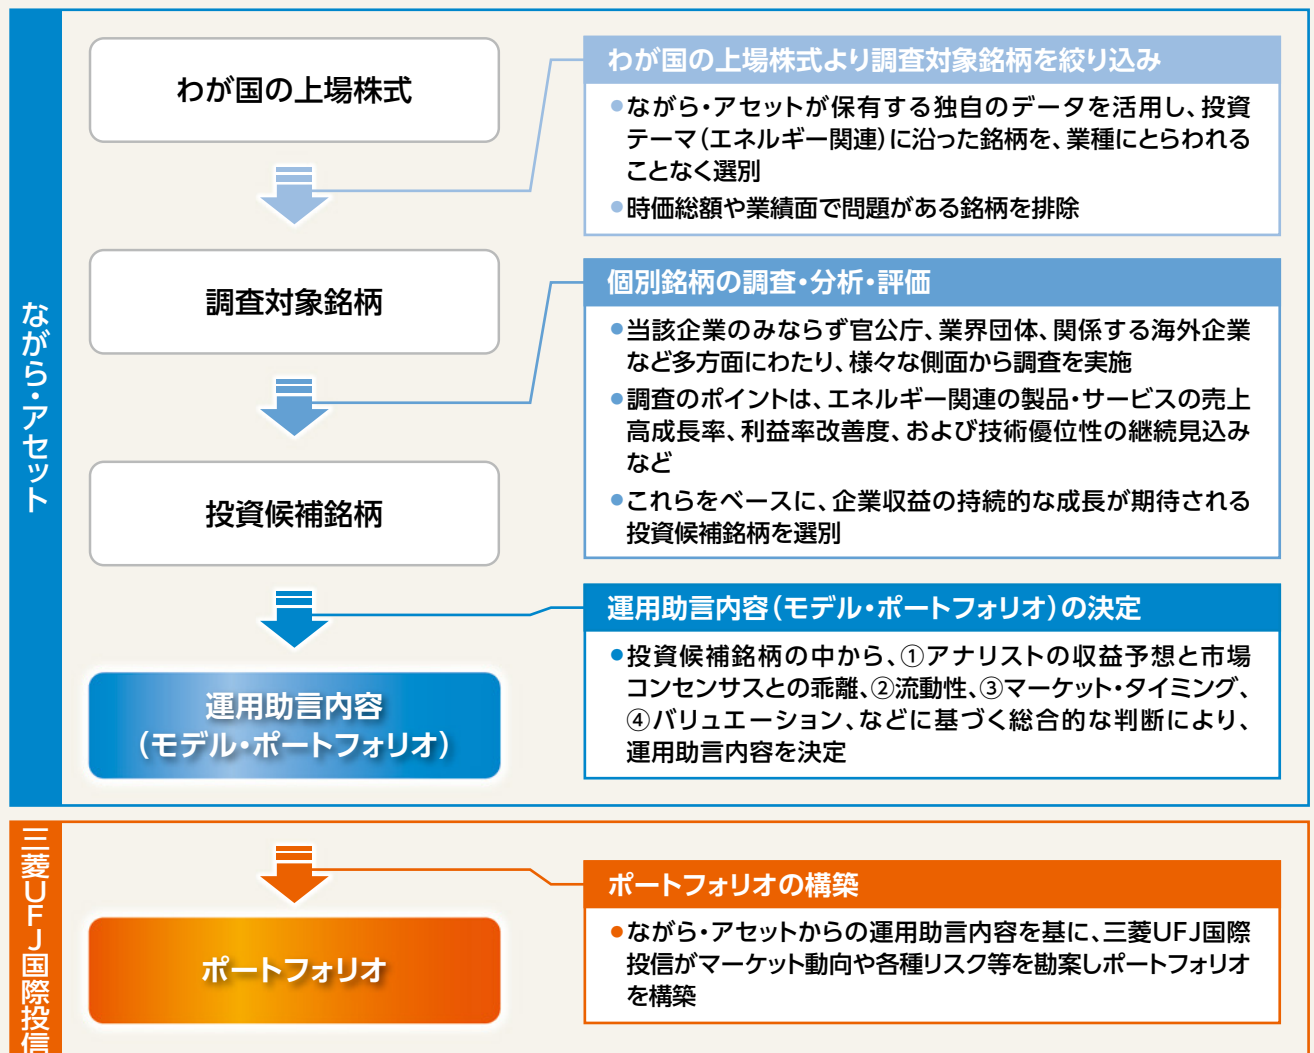 ながら・アセット
わが国の上場株式
わが国の上場株式より調査対象銘柄を絞り込み
●ながら・アセットが保有する独自のデータを活用し、投資
テーマ(エネルギー関連)に沿った銘柄を、業種にとらわれる
ことなく選別
●時価総額や業績面で問題がある銘柄を排除
調査対象銘柄
個別銘柄の調査・分析・評価
●当該企業のみならず官公庁、業界団体、関係する海外企業
など多方面にわたり、様々な側面から調査を実施
●調査のポイントは、エネルギー関連の製品・サービスの売上
高成長率、利益率改善度、および技術優位性の継続見込み
など
●これらをベースに、企業収益の持続的な成長が期待される
投資候補銘柄を選別
投資候補銘柄
運用助言内容(モデル・ポートフォリオ)の決定
●投資候補銘柄の中から、①アナリストの収益予想と市場
コンセンサスとの乖離、②流動性、③マーケット・タイミング、
④バリュエーション、などに基づく総合的な判断により、
運用助言内容を決定
運用助言内容
(モデル・ポートフォリオ)
三菱UFJ国際投信
ポートフォリオの構築
●ながら・アセットからの運用助言内容を基に、三菱UFJ国際
投信がマーケット動向や各種リスク等を勘案しポートフォリオ
を構築
ポートフォリオ